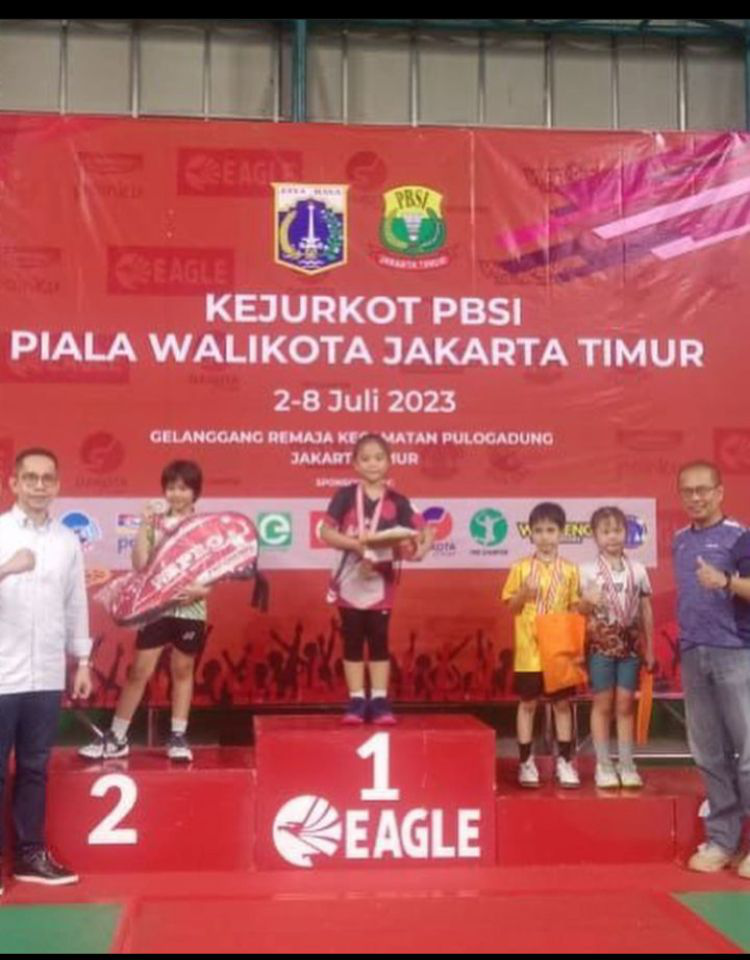 EAGLE
JAYA RAYA
PBSI
JAKARTA TIMUR
EAGLE
KEJURKOT PBSI
PIALA WALIKOTA JAKARTA TIMUR
2-8 Juli 2023
GELANGGANG REMAJA KECAMATAN PULOGADUNG
JAKARTA TIMUR
1
2
EAGLE